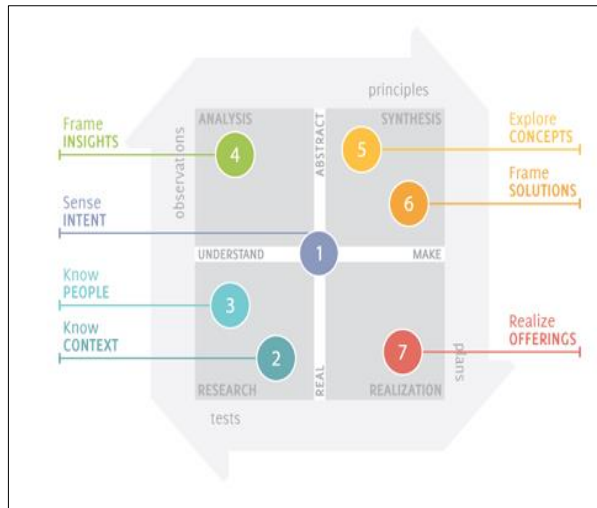 principles
Frame
INSIGHTS
observations
ANALYSIS
4
ABSTRACT
SYNTHESIS
5
Explore
CONCEPTS
6
Frame
SOLUTIONS
Sense
INTENT
UNDERSTAND
1
MAKE
Know
PEOPLE
3
Know
CONTEXT
2
RESEARCH
REAL
7
REALIZATION
Realize
OFFERINGS
plans
tests